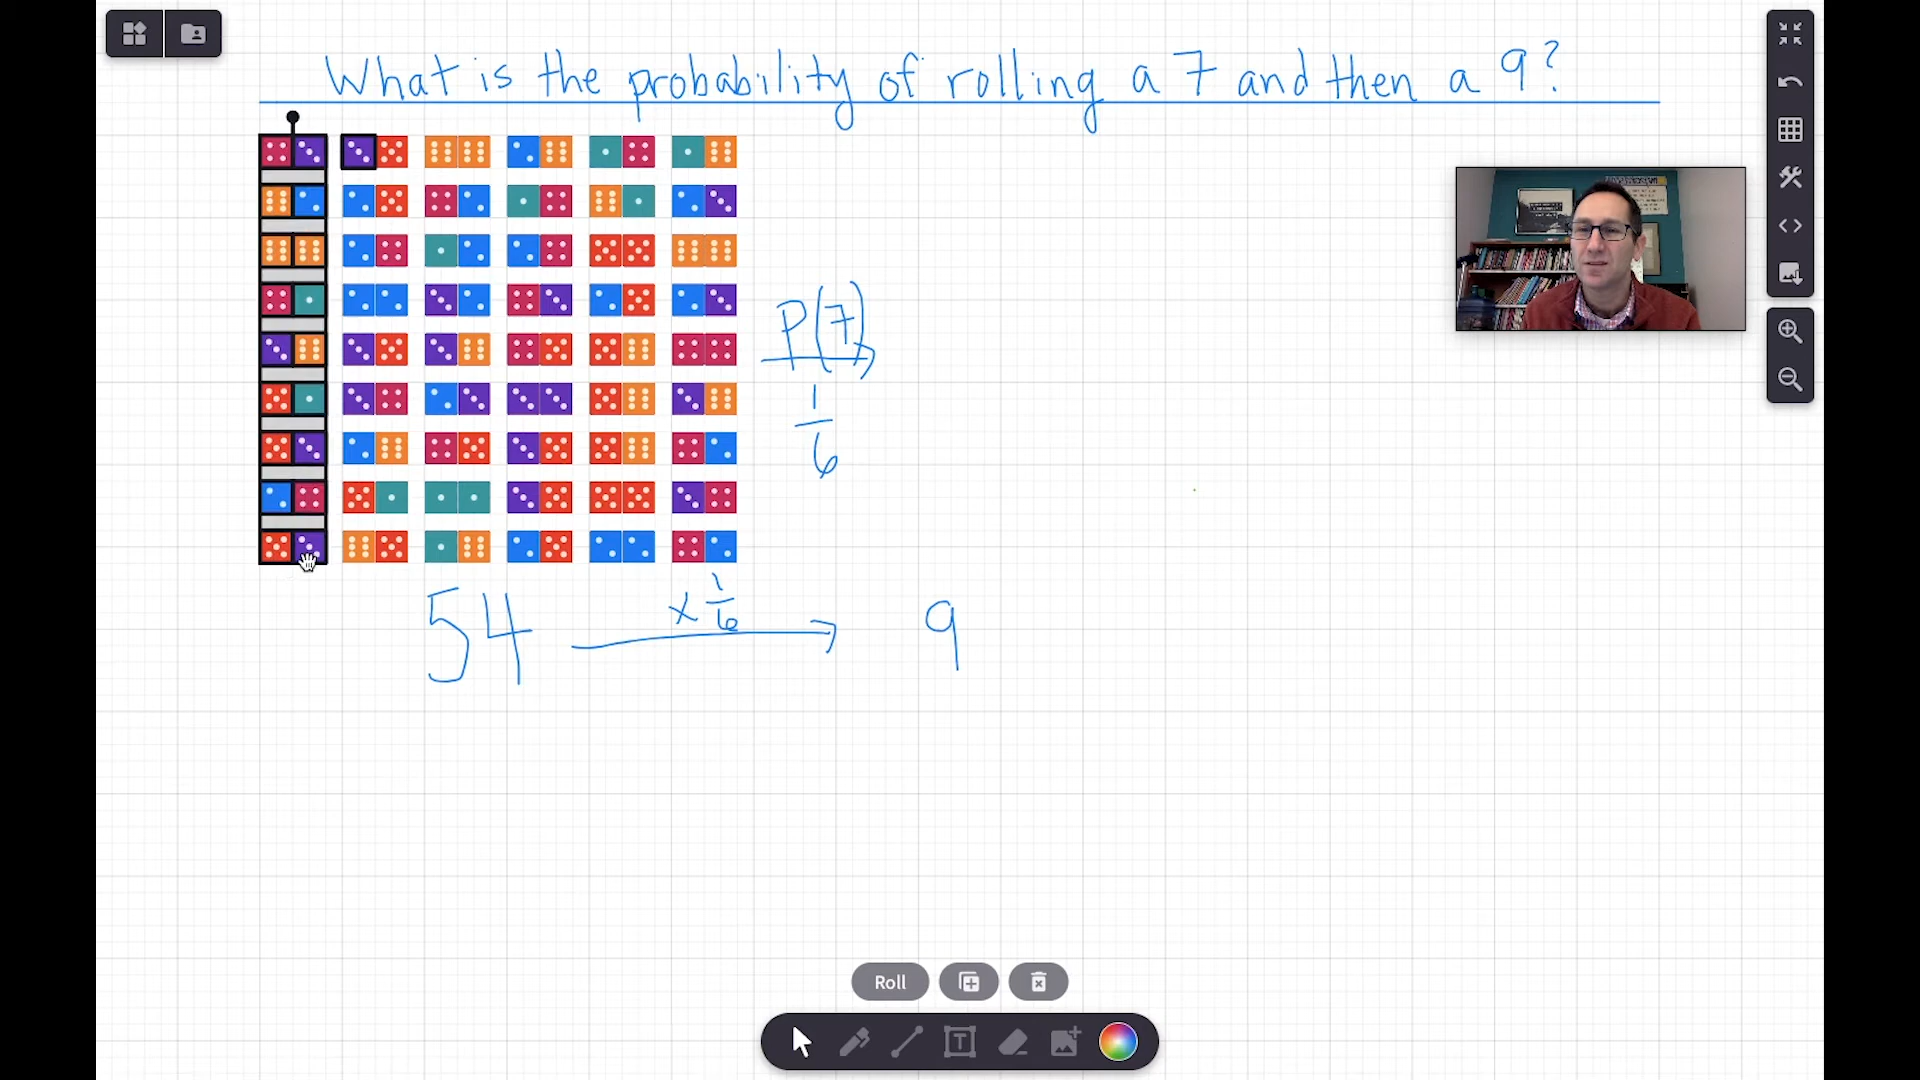 What is the probability of rolling a 7 and then a 9?
P(7)
1
6
54 x 1/6 9
Roll
T